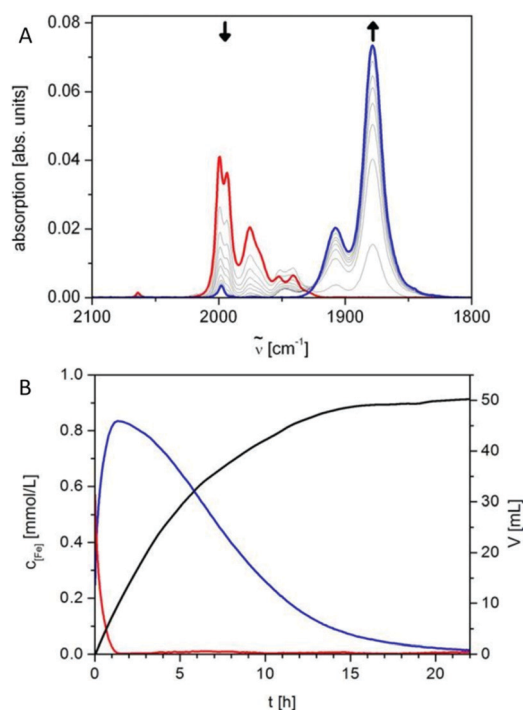 A
0.08
0.06
0.04
0.02
0.00
absorption [abs. units]
2100 2000 1900 1800
ṽ [cm⁻¹]
B
1.0
0.8
0.6
0.4
0.2
0.0
c[Fe] [mmol/L]
50
40
30
20
10
0
V [mL]
0 5 10 15 20
t [h]